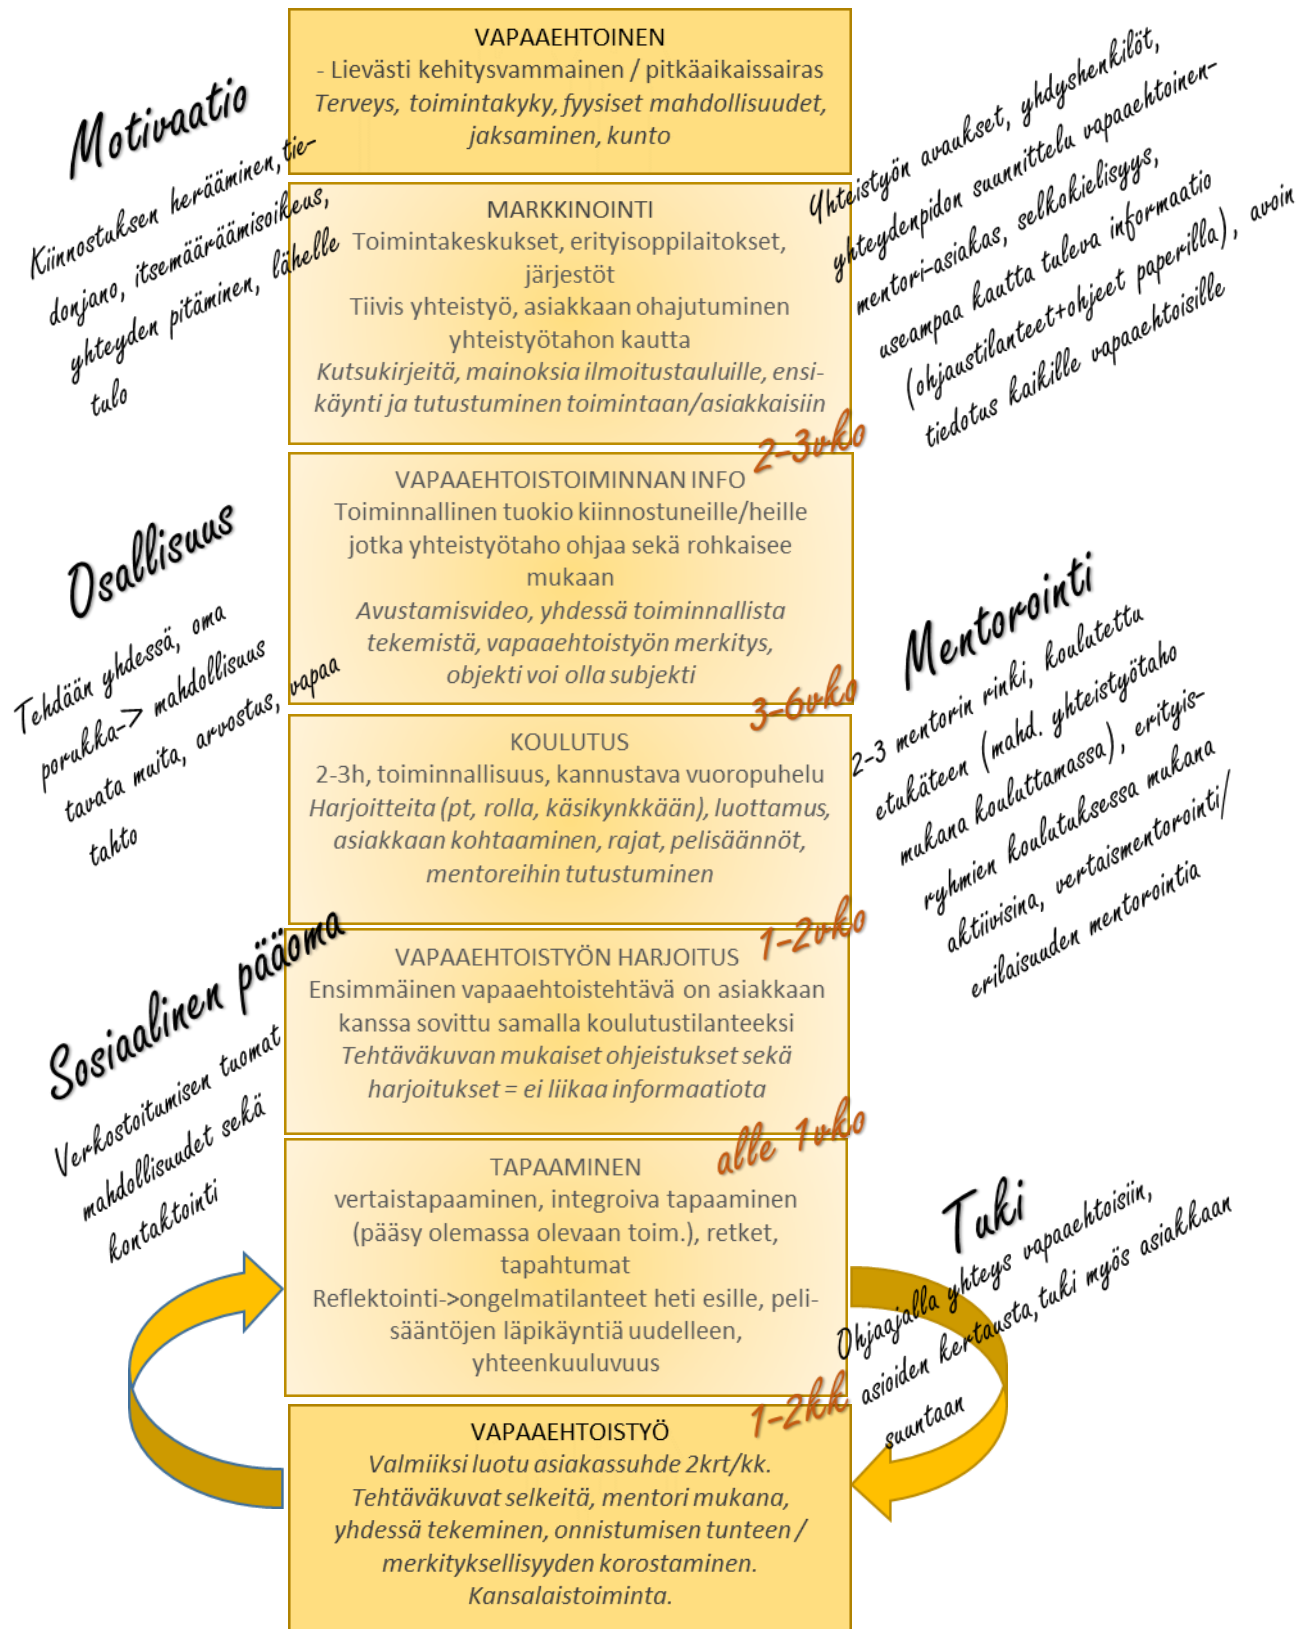 VAPAAEHTOINEN
- Lievästi kehitysvammainen / pitkäaikaissairas
Terveys, toimintakyky, fyysiset mahdollisuudet,
jaksaminen, kunto
Motivaatio
Kiinnostuksen herääminen, tie-
donjano, itsemääräämisoikeus,
yhteyden pitäminen, lähelle
tulo
Yhteistyön avaukset, yhdyshenkilöt,
yhteydenpidon suunnittelu vapaaehtoinen-
mentori-asiakas, selkokielisyys,
useampaa kautta tuleva informaatio
(ohjaustilanteet+ohjeet paperilla), avoin
tiedotus kaikille vapaaehtoisille
MARKKINOINTI
Toimintakeskukset, erityisoppilaitokset,
järjestöt
Tiivis yhteistyö, asiakkaan ohajutuminen
yhteistyötahon kautta
Kutsukirjeitä, mainoksia ilmoitustauluille, ensi-
käynti ja tutustuminen toimintaan/asiakkaisiin
2-3vko
VAPAAEHTOISTOIMINNAN INFO
Toiminnallinen tuokio kiinnostuneille/heille
jotka yhteistyötaho ohjaa sekä rohkaisee
mukaan
Avustamisvideo, yhdessä toiminnallista
tekemistä, vapaaehtoistyön merkitys,
objekti voi olla subjekti
3-6vko
Osallisuus
Tehdään yhdessä, oma
porukka-> mahdollisuus
tavata muita, arvostus, vapaa
tahto
Mentorointi
2-3 mentorin rinki, koulutettu
etukäteen (mahd. yhteistyötaho
mukana kouluttamassa), erityis-
ryhmien koulutuksessa mukana
aktiivisina, vertaismentorointi/
erilaisuuden mentorointia
KOULUTUS
2-3h, toiminnallisuus, kannustava vuoropuhelu
Harjoitteita (pt, rolla, käsikynkkään), luottamus,
asiakkaan kohtaaminen, rajat, pelisäännöt,
mentoreihin tutustuminen
1-2vko
Sosiaalinen pääoma
Verkostoitumisen tuomat
mahdollisuudet sekä
kontaktointi
VAPAAEHTOISTYÖN HARJOITUS
Ensimmäinen vapaaehtoistehtävä on asiakkaan
kanssa sovittu samalla koulutustilanteeksi
Tehtäväkuvan mukaiset ohjeistukset sekä
harjoitukset = ei liikaa informaatiota
alle 1vko
TAPAAMINEN
vertaistapaaminen, integroiva tapaaminen
(pääsy olemassa olevaan toim.), retket,
tapahtumat
Reflektointi->ongelmatilanteet heti esille, peli-
sääntöjen läpikäyntiä uudelleen,
yhteenkuuluvuus
1-2kk
Tuki
Ohjaajalla yhteys vapaaehtoisiin,
asioiden kertausta,tuki myös asiakkaan
suuntaan
VAPAAEHTOISTYÖ
Valmiiksi luotu asiakassuhde 2krt/kk.
Tehtäväkuvat selkeitä, mentori mukana,
yhdessä tekeminen, onnistumisen tunteen /
merkityksellisyyden korostaminen.
Kansalaistoiminta.